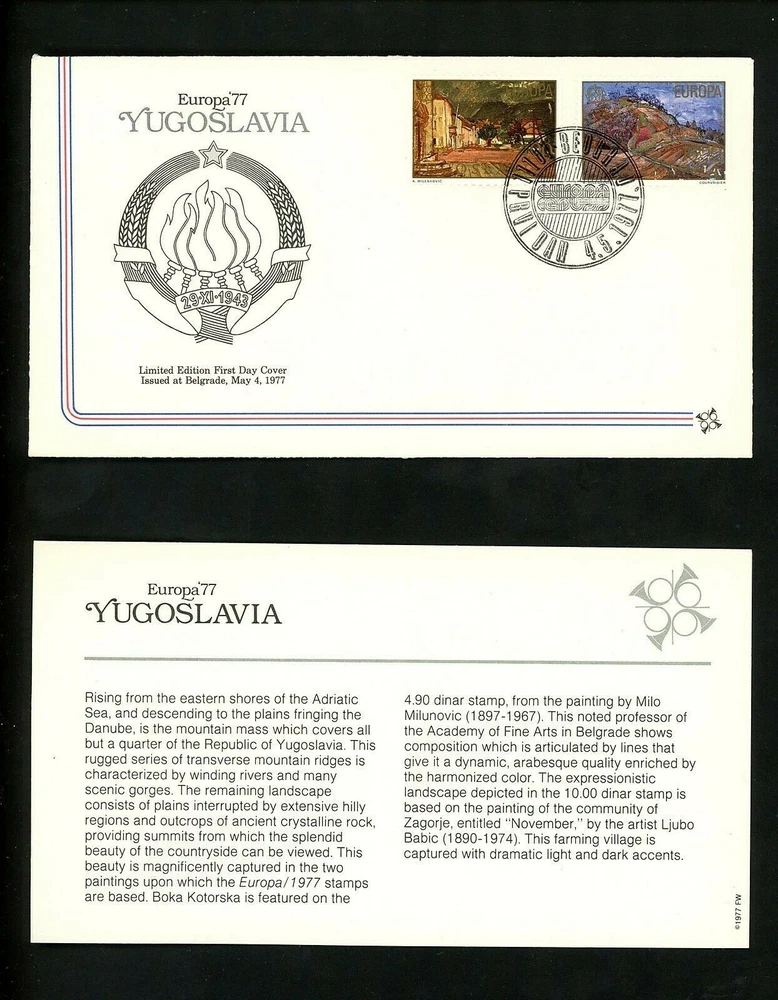 Europa'77
YUGOSLAVIA
29·XI·1943
Limited Edition First Day Cover
Issued at Belgrade, May 4, 1977
EUROPA
EUROPA
PRVI DAN 4.5.1977.
EUROPA
Europa'77
YUGOSLAVIA
Rising from the eastern shores of the Adriatic
Sea, and descending to the plains fringing the
Danube, is the mountain mass which covers all
but a quarter of the Republic of Yugoslavia. This
rugged series of transverse mountain ridges is
characterized by winding rivers and many
scenic gorges. The remaining landscape
consists of plains interrupted by extensive hilly
regions and outcrops of ancient crystalline rock,
providing summits from which the splendid
beauty of the countryside can be viewed. This
beauty is magnificently captured in the two
paintings upon which the Europa/1977 stamps
are based. Boka Kotorska is featured on the
4.90 dinar stamp, from the painting by Milo
Milunovic (1897-1967). This noted professor of
the Academy of Fine Arts in Belgrade shows
composition which is articulated by lines that
give it a dynamic, arabesque quality enriched by
the harmonized color. The expressionistic
landscape depicted in the 10.00 dinar stamp is
based on the painting of the community of
Zagorje, entitled "November," by the artist Ljubo
Babic (1890-1974). This farming village is
captured with dramatic light and dark accents.
©1977 FW